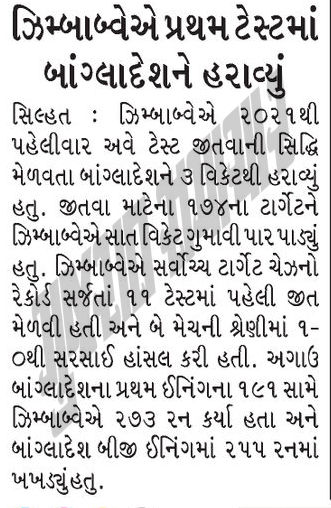 ઝિમ્બાબ્વેએ પ્રથમ ટેસ્ટમાં
બાંગ્લાદેશને હરાવ્યું
સિલ્હત : ઝિમ્બાબ્વેએ ૨૦૨૧થી
પહેલીવાર અવે ટેસ્ટ જીતવાની સિદ્ધિ
મેળવતા બાંગ્લાદેશને ૩ વિકેટથી હરાવ્યું
હતુ. જીતવા માટેના ૧૭૪ના ટાર્ગેટને
ઝિમ્બાબ્વેએ સાત વિકેટ ગુમાવી પાર પાડ્યું
હતુ. ઝિમ્બાબ્વેએ સર્વોચ્ચ ટાર્ગેટ ચેઝનો
રેકોર્ડ સર્જતાં ૧૧ ટેસ્ટમાં પહેલી જીત
મેળવી હતી અને બે મેચની શ્રેણીમાં ૧-
૦થી સરસાઈ હાંસલ કરી હતી. અગાઉ
બાંગ્લાદેશના પ્રથમ ઈનિંગના ૧૯૧ સામે
ઝિમ્બાબ્વેએ ૨૭૩ રન કર્યા હતા અને
બાંગ્લાદેશ બીજી ઈનિંગમાં ૨૫૫ રનમાં
ખખડ્યુંહતુ.